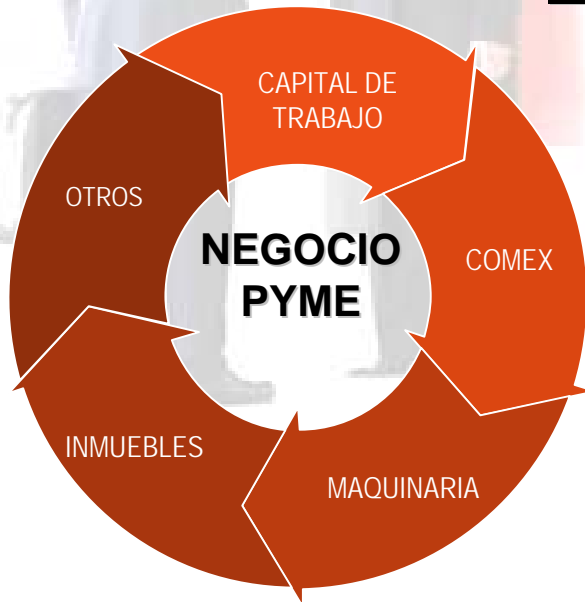 CAPITAL DE
TRABAJO
OTROS
NEGOCIO
PYME
COMEX
INMUEBLES
MAQUINARIA